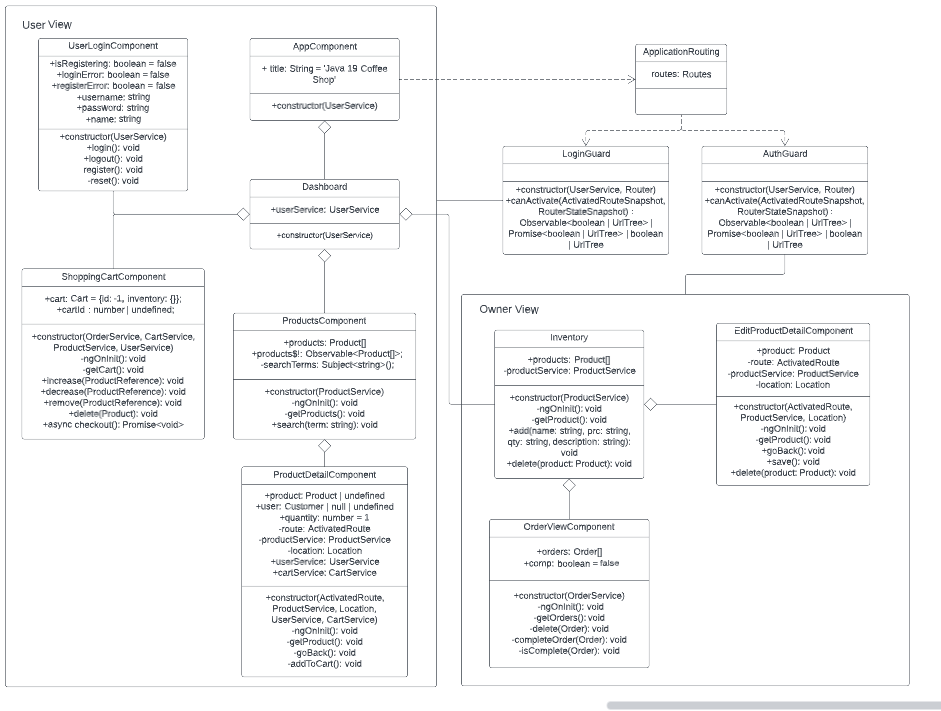 User View
UserLoginComponent
+isRegistering: boolean = false
+loginError: boolean = false
+registerError: boolean = false
+username: string
+password: string
+name: string
+constructor(UserService)
+login(): void
+logout(): void
register(): void
-reset(): void
AppComponent
+ title: String = 'Java 19 Coffee
Shop'
+constructor(UserService)
ApplicationRouting
routes: Routes
LoginGuard
+constructor(UserService, Router)
+canActivate(ActivatedRouteSnapshot,
RouterStateSnapshot) :
Observable<boolean | UrlTree> |
Promise<boolean | UrlTree> | boolean
| UrlTree
AuthGuard
+constructor(UserService, Router)
+canActivate(ActivatedRouteSnapshot,
RouterStateSnapshot) :
Observable<boolean | UrlTree> |
Promise<boolean | UrlTree> | boolean
| UrlTree
Dashboard
+userService: UserService
+constructor(UserService)
ShoppingCartComponent
+cart: Cart = {id: -1, inventory: {}};
+cartId : number | undefined;
+constructor(OrderService, CartService,
ProductService, UserService)
-ngOnInit(): void
-getCart(): void
+increase(ProductReference): void
+decrease(ProductReference): void
+remove(ProductReference): void
+delete(Product): void
+async checkout(): Promise<void>
ProductsComponent
+products: Product[]
+products$!: Observable<Product[]>;
-searchTerms: Subject<string>();
+constructor(ProductService)
-ngOnInit(): void
-getProducts(): void
+search(term: string): void
ProductDetailComponent
+product: Product | undefined
+user: Customer | null | undefined
+quantity: number = 1
-route: ActivatedRoute
-productService: ProductService
-location: Location
+userService: UserService
+cartService: CartService
+constructor(ActivatedRoute,
ProductService, Location,
UserService, CartService)
-ngOnInit(): void
-getProduct(): void
-goBack(): void
-addToCart(): void
Owner View
Inventory
+products: Product[]
-productService: ProductService
+constructor(ProductService)
-ngOnInit(): void
-getProduct(): void
+add(name: string, prc: string,
qty: string, description: string):
void
+delete(product: Product): void
EditProductDetailComponent
+product: Product
-route: ActivatedRoute
-productService: ProductService
-location: Location
+constructor(ActivatedRoute,
ProductService, Location)
-ngOnInit(): void
-getProduct(): void
+goBack(): void
+save(): void
+delete(product: Product): void
OrderViewComponent
+orders: Order[]
+comp: boolean = false
+constructor(OrderService)
-ngOnInit(): void
-getOrders(): void
-delete(Order): void
-completeOrder(Order): void
-isComplete(Order): void